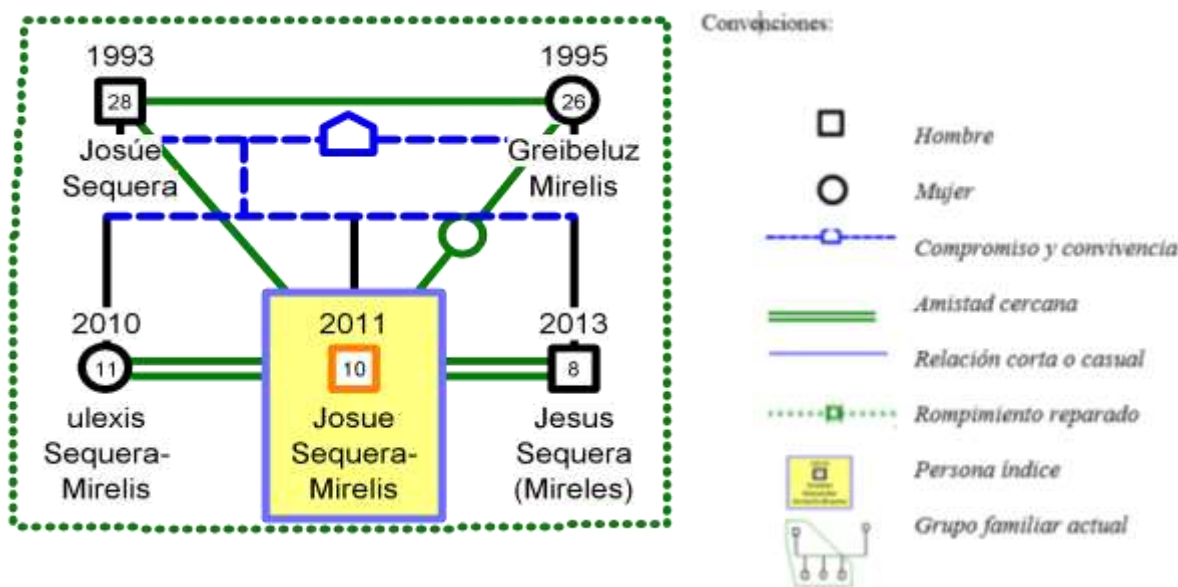 Convenciones:
1993
1995
28
26
Josúe
Sequera
Greibeluz
Mirelis
2010
2011
2013
11
10
8
ulexis
Sequera-
Mirelis
Josue
Sequera-
Mirelis
Jesus
Sequera
(Mireles)
Hombre
Mujer
Compromiso y convivencia
Amistad cercana
Relación corta o casual
Rompimiento reparado
Persona índice
Grupo familiar actual